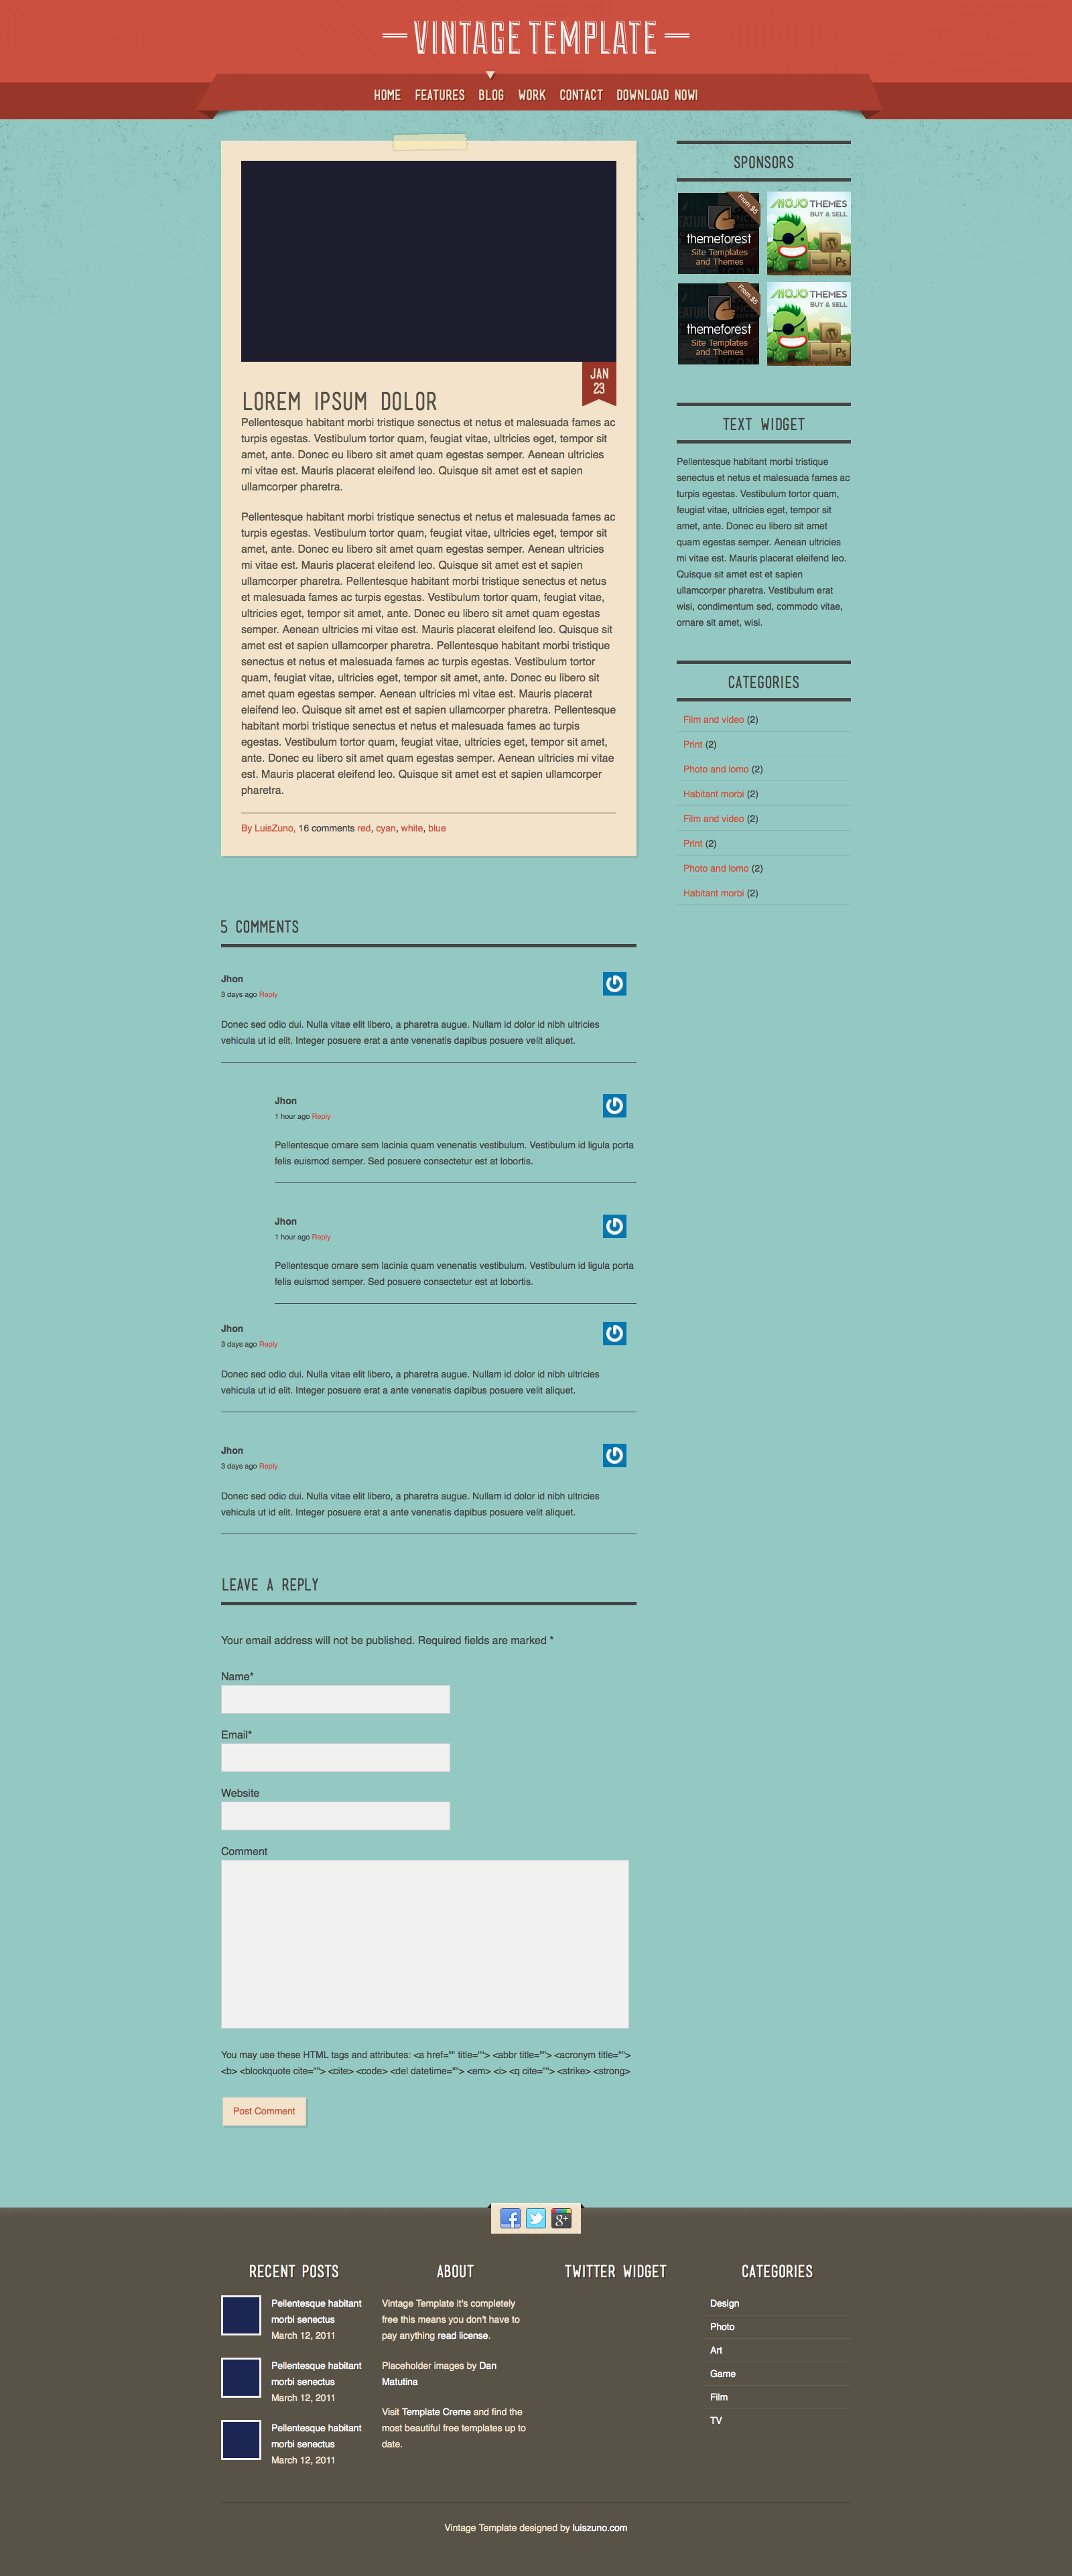 VINTAGE TEMPLATE
HOME FEATURES BLOG WORK CONTACT DOWNLOAD NOW!
JAN
23
LOREM IPSUM DOLOR
Pellentesque habitant morbi tristique senectus et netus et malesuada fames ac
turpis egestas. Vestibulum tortor quam, feugiat vitae, ultricies eget, tempor sit
amet, ante. Donec eu libero sit amet quam egestas semper. Aenean ultricies
mi vitae est. Mauris placerat eleifend leo. Quisque sit amet est et sapien
ullamcorper pharetra.
Pellentesque habitant morbi tristique senectus et netus et malesuada fames ac
turpis egestas. Vestibulum tortor quam, feugiat vitae, ultricies eget, tempor sit
amet, ante. Donec eu libero sit amet quam egestas semper. Aenean ultricies
mi vitae est. Mauris placerat eleifend leo. Quisque sit amet est et sapien
ullamcorper pharetra. Pellentesque habitant morbi tristique senectus et netus
et malesuada fames ac turpis egestas. Vestibulum tortor quam, feugiat vitae,
ultricies eget, tempor sit amet, ante. Donec eu libero sit amet quam egestas
semper. Aenean ultricies mi vitae est. Mauris placerat eleifend leo. Quisque sit
amet est et sapien ullamcorper pharetra. Pellentesque habitant morbi tristique
senectus et netus et malesuada fames ac turpis egestas. Vestibulum tortor
quam, feugiat vitae, ultricies eget, tempor sit amet, ante. Donec eu libero sit
amet quam egestas semper. Aenean ultricies mi vitae est. Mauris placerat
eleifend leo. Quisque sit amet est et sapien ullamcorper pharetra. Pellentesque
habitant morbi tristique senectus et netus et malesuada fames ac turpis
egestas. Vestibulum tortor quam, feugiat vitae, ultricies eget, tempor sit amet,
ante. Donec eu libero sit amet quam egestas semper. Aenean ultricies mi vitae
est. Mauris placerat eleifend leo. Quisque sit amet est et sapien ullamcorper
pharetra.
By LuisZuno, 16 comments red, cyan, white, blue
SPONSORS
From $5
themeforest
Site Templates
and Themes
MOJO THEMES
BUY & SELL
Ps
From $5
themeforest
Site Templates
and Themes
MOJO THEMES
BUY & SELL
Ps
TEXT WIDGET
Pellentesque habitant morbi tristique
senectus et netus et malesuada fames ac
turpis egestas. Vestibulum tortor quam,
feugiat vitae, ultricies eget, tempor sit
amet, ante. Donec eu libero sit amet
quam egestas semper. Aenean ultricies
mi vitae est. Mauris placerat eleifend leo.
Quisque sit amet est et sapien
ullamcorper pharetra. Vestibulum erat
wisi, condimentum sed, commodo vitae,
ornare sit amet, wisi.
CATEGORIES
Film and video (2)
Print (2)
Photo and lomo (2)
Habitant morbi (2)
Film and video (2)
Print (2)
Photo and lomo (2)
Habitant morbi (2)
5 COMMENTS
Jhon
3 days ago Reply
Donec sed odio dui. Nulla vitae elit libero, a pharetra augue. Nullam id dolor id nibh ultricies
vehicula ut id elit. Integer posuere erat a ante venenatis dapibus posuere velit aliquet.
Jhon
1 hour ago Reply
Pellentesque ornare sem lacinia quam venenatis vestibulum. Vestibulum id ligula porta
felis euismod semper. Sed posuere consectetur est at lobortis.
Jhon
1 hour ago Reply
Pellentesque ornare sem lacinia quam venenatis vestibulum. Vestibulum id ligula porta
felis euismod semper. Sed posuere consectetur est at lobortis.
Jhon
3 days ago Reply
Donec sed odio dui. Nulla vitae elit libero, a pharetra augue. Nullam id dolor id nibh ultricies
vehicula ut id elit. Integer posuere erat a ante venenatis dapibus posuere velit aliquet.
Jhon
3 days ago Reply
Donec sed odio dui. Nulla vitae elit libero, a pharetra augue. Nullam id dolor id nibh ultricies
vehicula ut id elit. Integer posuere erat a ante venenatis dapibus posuere velit aliquet.
LEAVE A REPLY
Your email address will not be published. Required fields are marked *
Name*
Email*
Website
Comment
You may use these HTML tags and attributes: <a href="" title=""> <abbr title=""> <acronym title="">
<b> <blockquote cite=""> <cite> <code> <del datetime=""> <em> <i> <q cite=""> <strike> <strong>
Post Comment
RECENT POSTS
Pellentesque habitant
morbi senectus
March 12, 2011
Pellentesque habitant
morbi senectus
March 12, 2011
Pellentesque habitant
morbi senectus
March 12, 2011
ABOUT
Vintage Template it's completely
free this means you don't have to
pay anything read license.
Placeholder images by Dan
Matutina
Visit Template Creme and find the
most beautiful free templates up to
date.
TWITTER WIDGET
CATEGORIES
Design
Photo
Art
Game
Film
TV
Vintage Template designed by luiszuno.com